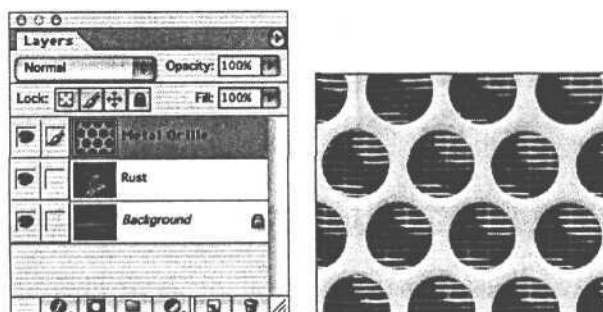 Layers
Normal Opacity: 100%
Lock: Fill: 100%
Metal Grille
Rust
Background